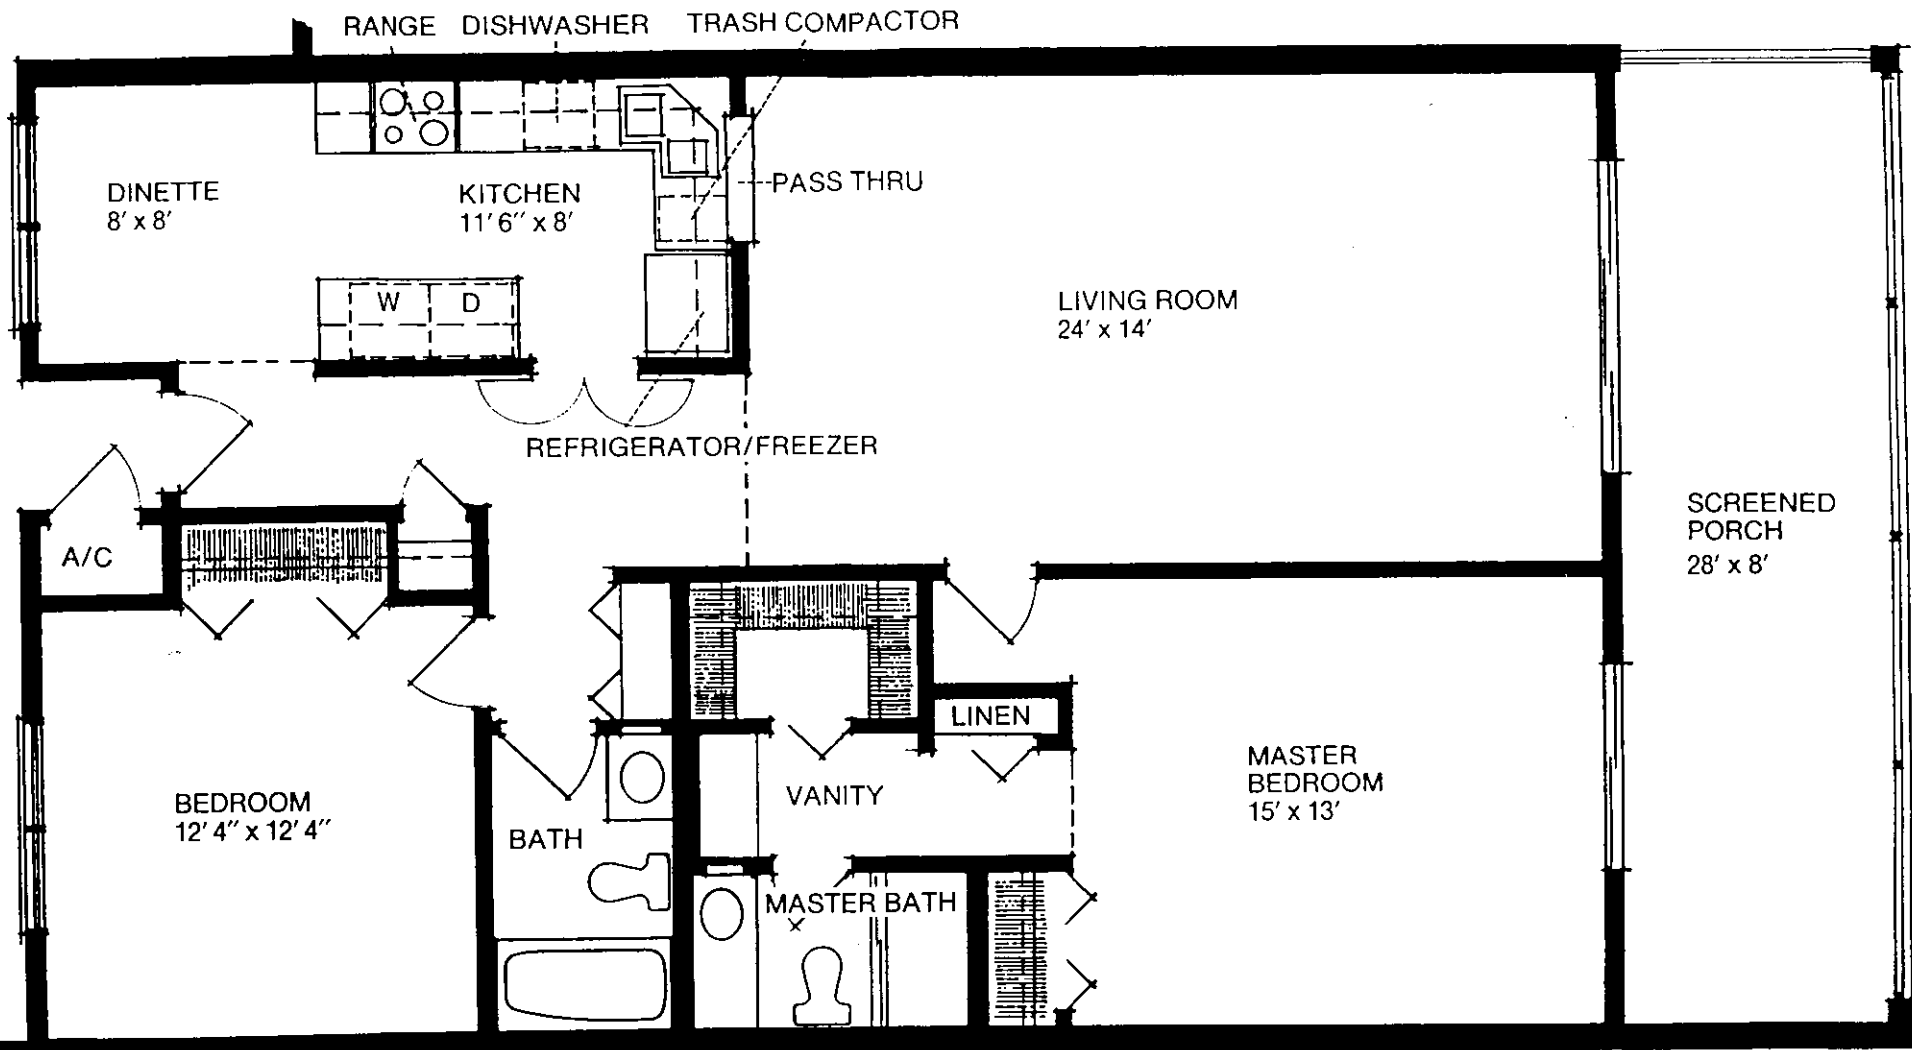 RANGE DISHWASHER TRASH COMPACTOR
DINETTE
8' x 8'
KITCHEN
11' 6'' x 8'
PASS THRU
W D
LIVING ROOM
24' x 14'
REFRIGERATOR/FREEZER
SCREENED
PORCH
28' x 8'
A/C
LINEN
MASTER
BEDROOM
15' x 13'
VANITY
BEDROOM
12' 4'' x 12' 4''
BATH
MASTER BATH